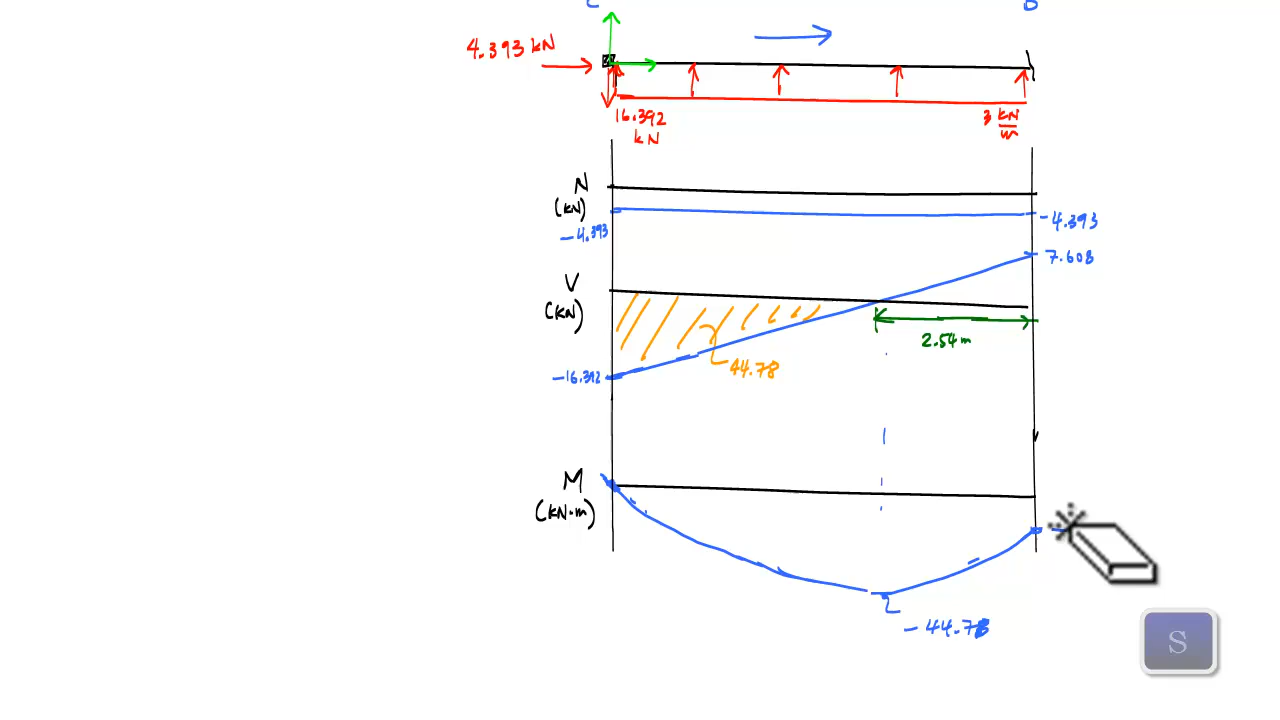 C
4.393 kN
16.392
kN
3 kN/m
N
(kN)
-4.393
-4.393
7.608
V
(kN)
2.54m
44.78
-16.392
M
(kN·m)
-44.78
S